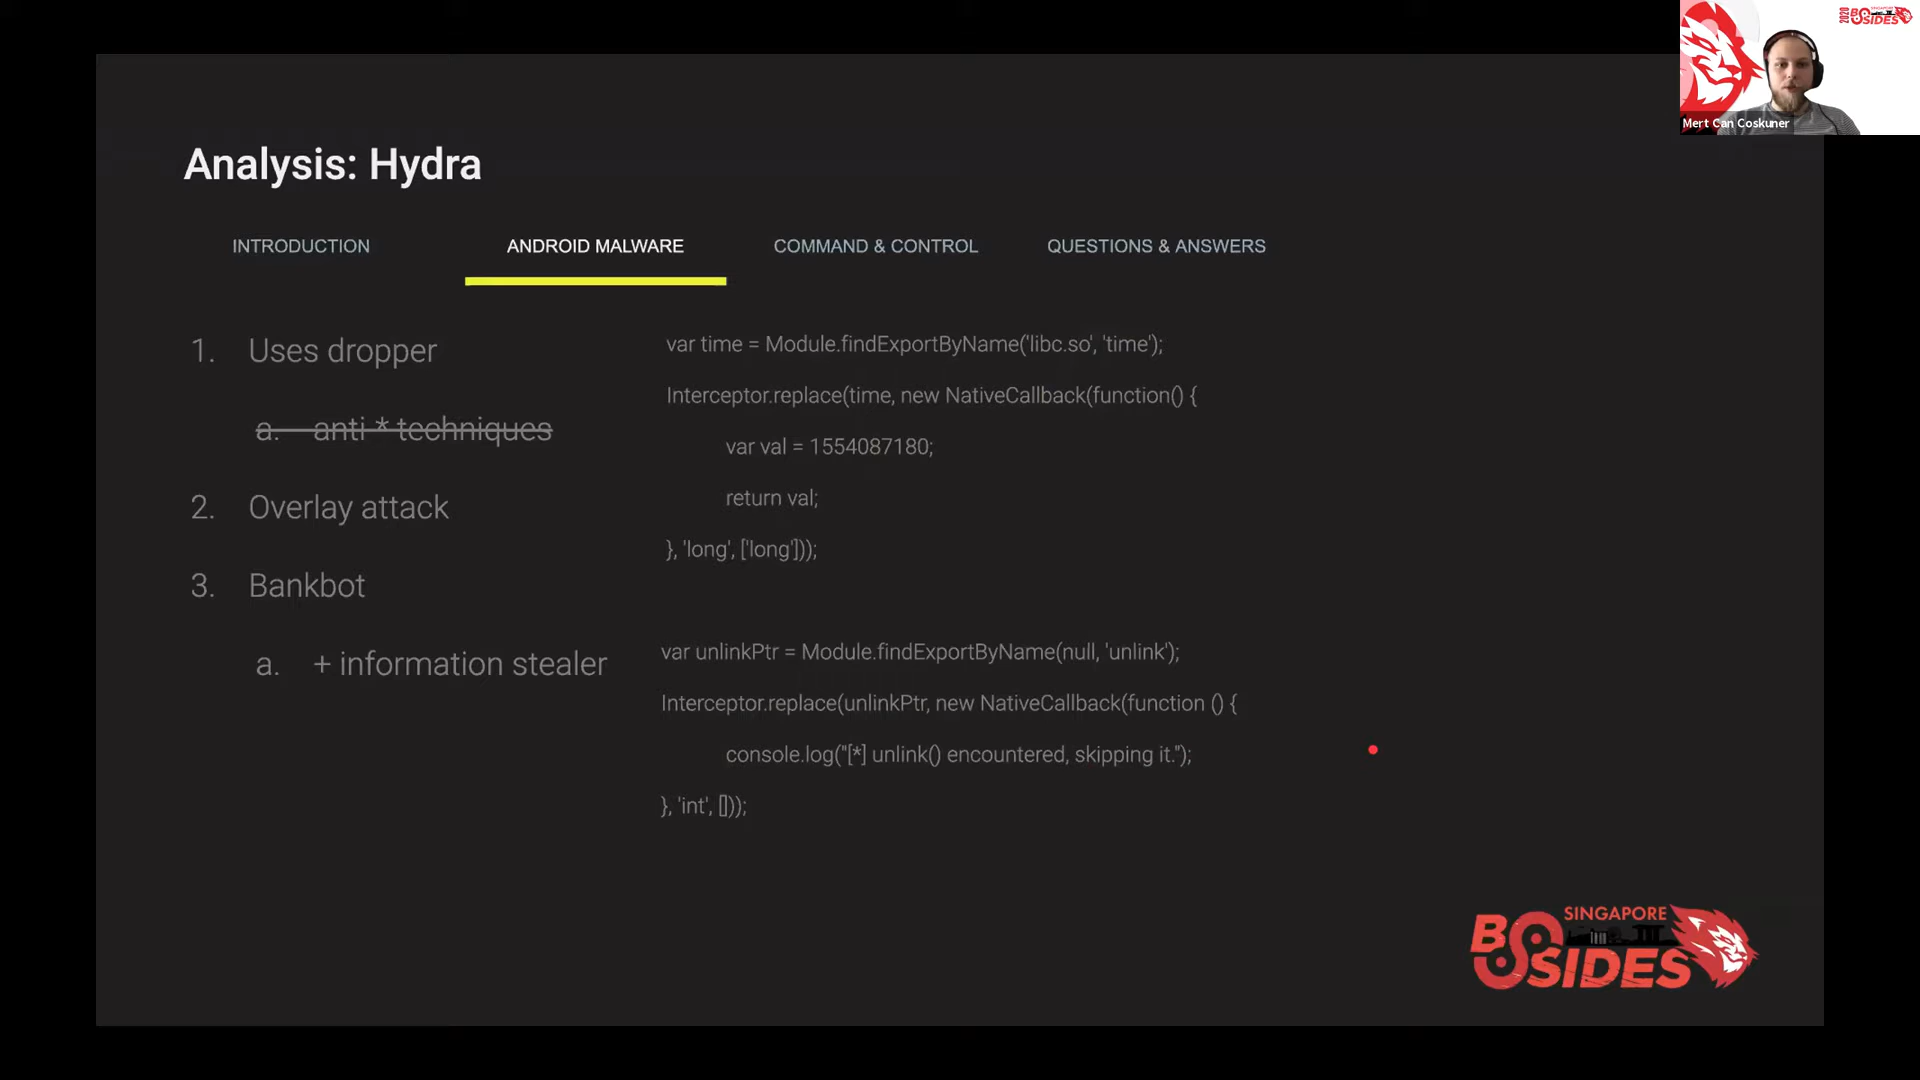 Analysis: Hydra
INTRODUCTION
ANDROID MALWARE
COMMAND & CONTROL
QUESTIONS & ANSWERS
1. Uses dropper
a. anti * techniques
2. Overlay attack
3. Bankbot
a. + information stealer
var time = Module.findExportByName('libc.so', 'time');
Interceptor.replace(time, new NativeCallback(function() {
var val = 1554087180;
return val;
}, 'long', ['long']));
var unlinkPtr = Module.findExportByName(null, 'unlink');
Interceptor.replace(unlinkPtr, new NativeCallback(function () {
console.log("[*] unlink() encountered, skipping it.");
}, 'int', []));
SINGAPORE
BSIDES
Mert Can Coskuner
2020
SINGAPORE
BSIDES